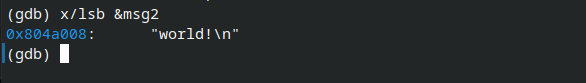 (gdb) x/lsb &msg2
0x804a008:      "world!\n"
(gdb)